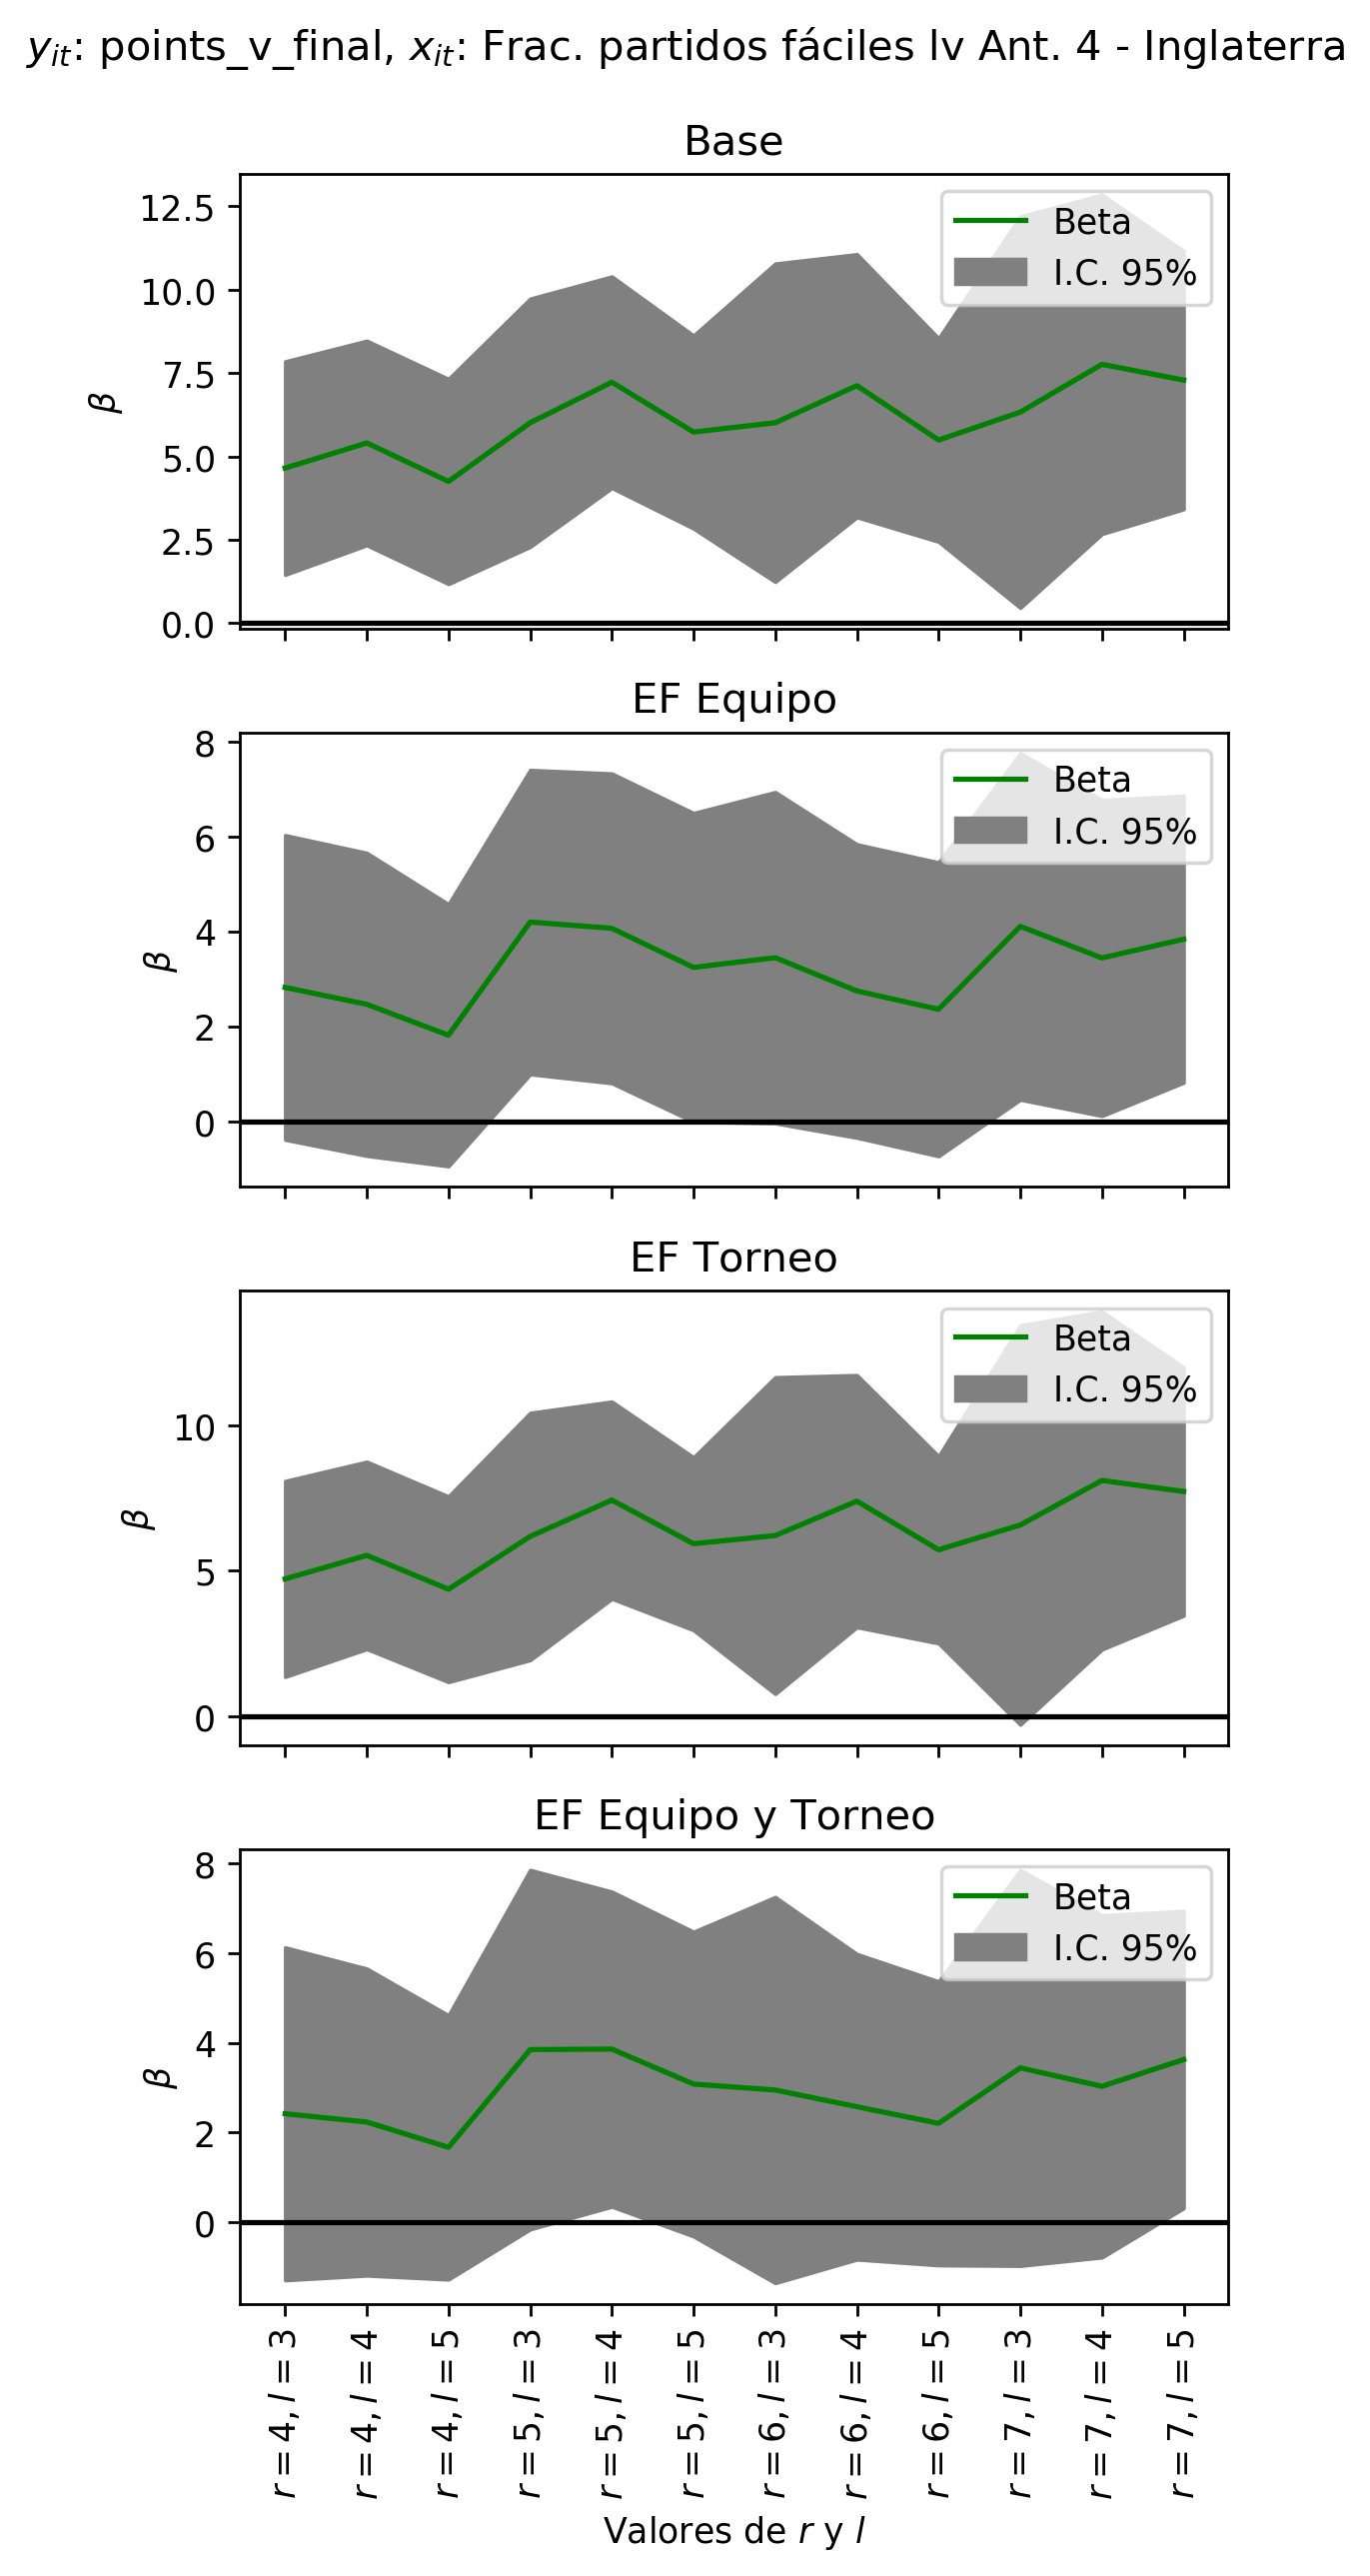 y_it: points_v_final, x_it: Frac. partidos fáciles lv Ant. 4 - Inglaterra
Base
12.5
10.0
7.5
5.0
2.5
0.0
β
Beta
I.C. 95%
EF Equipo
8
6
4
2
0
β
Beta
I.C. 95%
EF Torneo
10
5
0
β
Beta
I.C. 95%
EF Equipo y Torneo
8
6
4
2
0
β
Beta
I.C. 95%
r = 4, l = 3
r = 4, l = 4
r = 4, l = 5
r = 5, l = 3
r = 5, l = 4
r = 5, l = 5
r = 6, l = 3
r = 6, l = 4
r = 6, l = 5
r = 7, l = 3
r = 7, l = 4
r = 7, l = 5
Valores de r y l